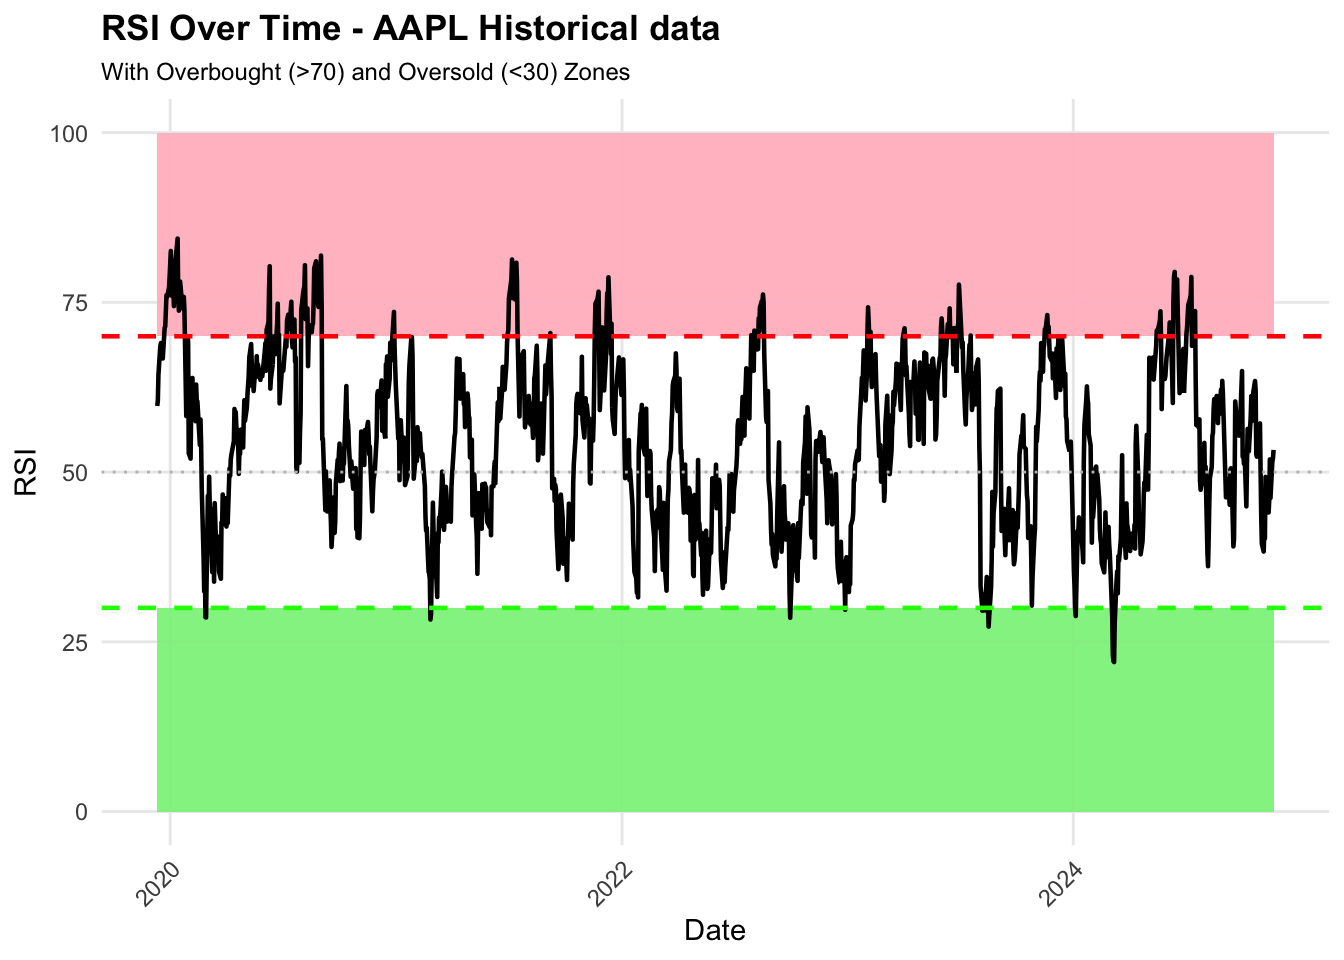 RSI Over Time - AAPL Historical data
With Overbought (>70) and Oversold (<30) Zones
100
75
50
25
0
RSI
2020
2022
2024
Date